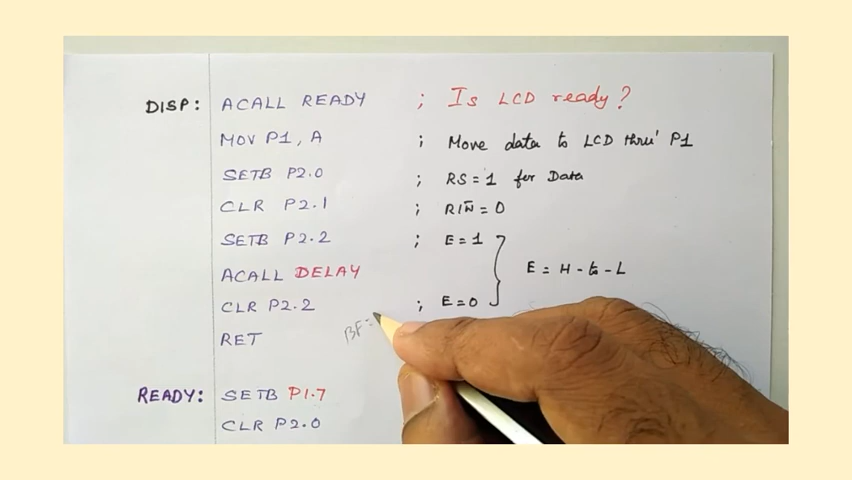 DISP: ACALL READY ; Is LCD ready?
MOV P1, A ; Move data to LCD thru' P1
SETB P2.0 ; RS = 1 for Data
CLR P2.1 ; R/W̅ = 0
SETB P2.2 ; E = 1
E = H - to - L
ACALL DELAY
CLR P2.2 ; E = 0
BF =
RET
READY: SETB P1.7
CLR P2.0